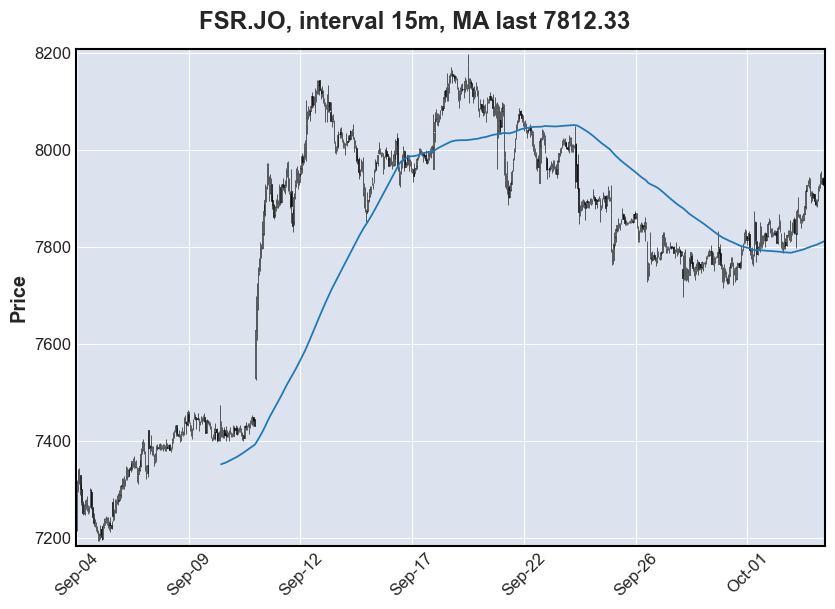 FSR.JO, interval 15m, MA last 7812.33
8200
8000
7800
7600
7400
7200
Price
Sep-04
Sep-09
Sep-12
Sep-17
Sep-22
Sep-26
Oct-01